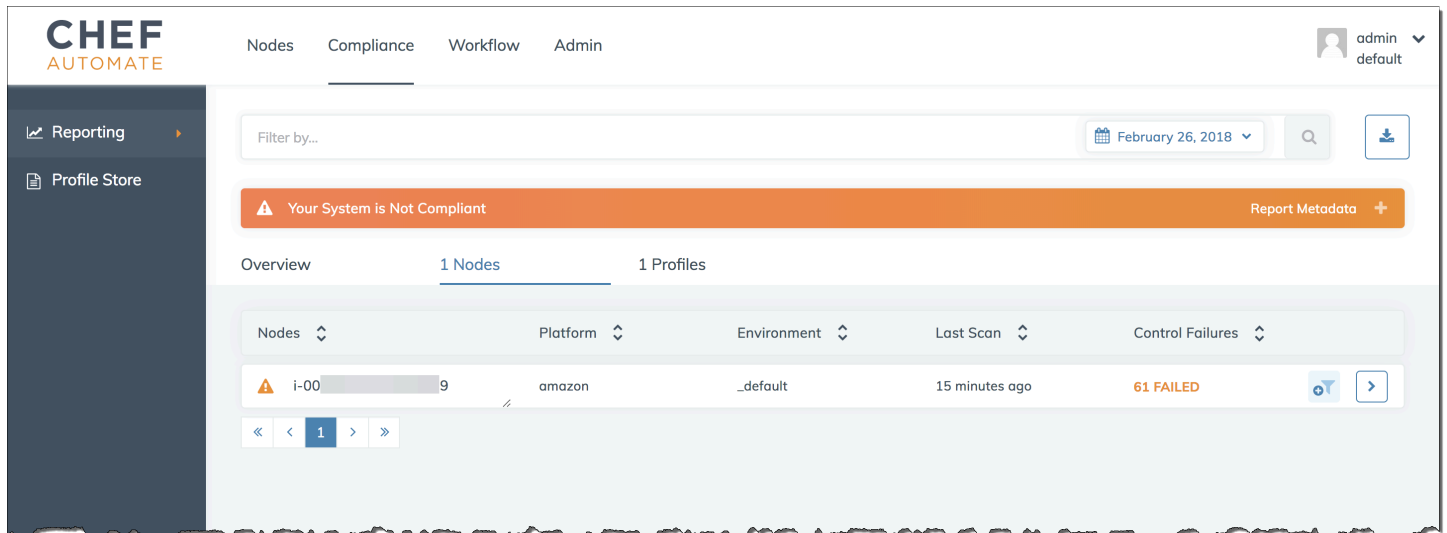 CHEF
AUTOMATE
Nodes Compliance Workflow Admin
admin
default
Reporting
Profile Store
Filter by...
February 26, 2018
Your System is Not Compliant
Report Metadata +
Overview 1 Nodes 1 Profiles
Nodes Platform Environment Last Scan Control Failures
i-00 9 amazon _default 15 minutes ago 61 FAILED
« < 1 > »